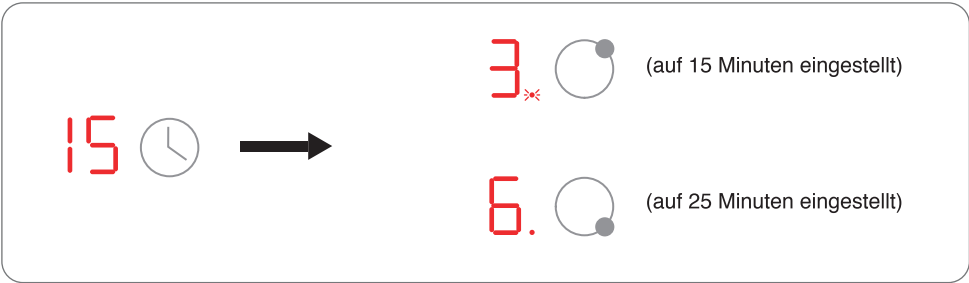 3. (auf 15 Minuten eingestellt)
15
6. (auf 25 Minuten eingestellt)